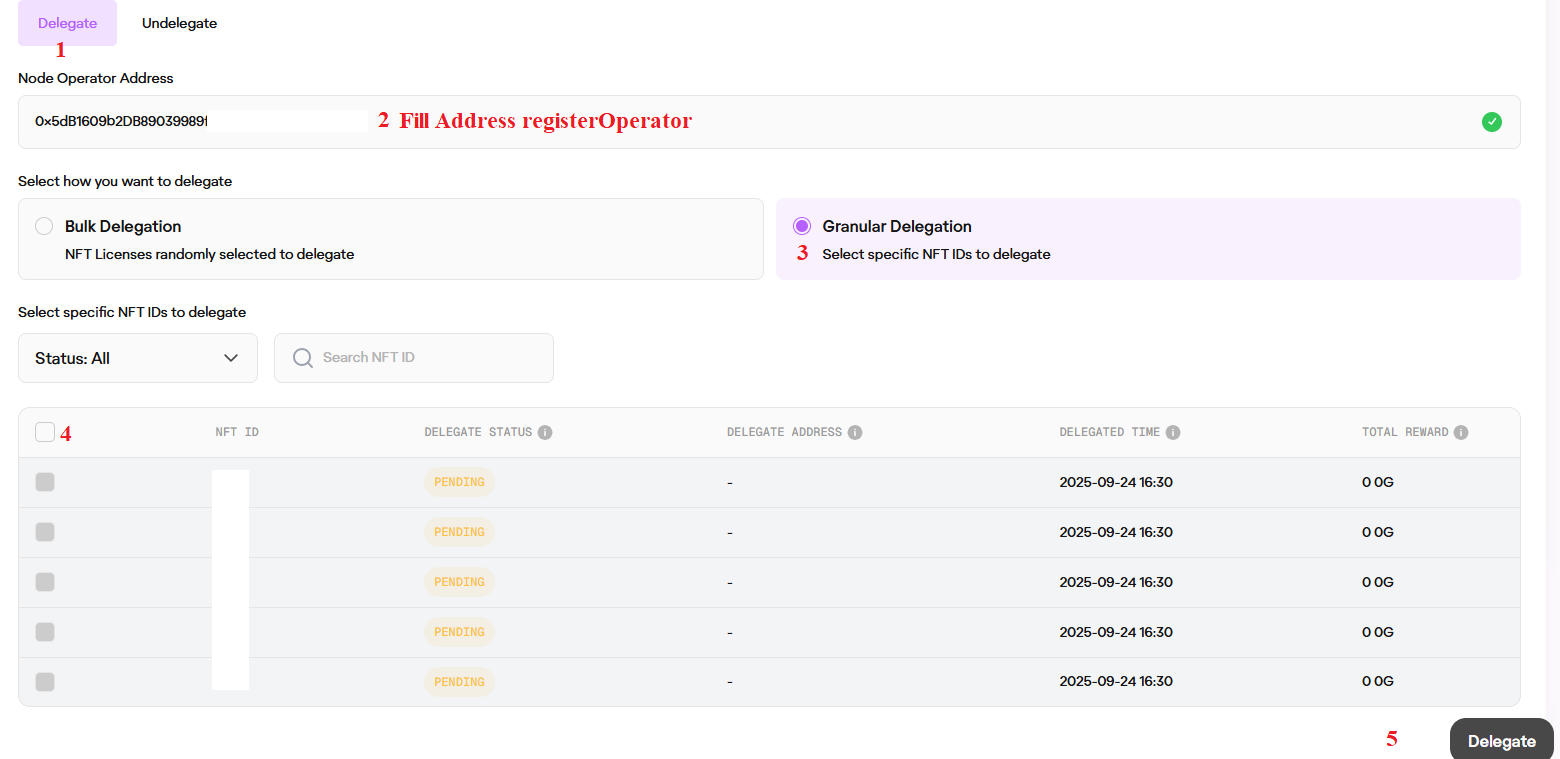 Delegate Undelegate
1
Node Operator Address
0x5dB1609b2DB89039989 2 Fill Address registerOperator
Select how you want to delegate
Bulk Delegation Granular Delegation
NFT Licenses randomly selected to delegate 3 Select specific NFT IDs to delegate
Select specific NFT IDs to delegate
Status: All Search NFT ID
4 NFT ID DELEGATE STATUS DELEGATE ADDRESS DELEGATED TIME TOTAL REWARD
PENDING - 2025-09-24 16:30 0 0G
PENDING - 2025-09-24 16:30 0 0G
PENDING - 2025-09-24 16:30 0 0G
PENDING - 2025-09-24 16:30 0 0G
PENDING - 2025-09-24 16:30 0 0G
5 Delegate